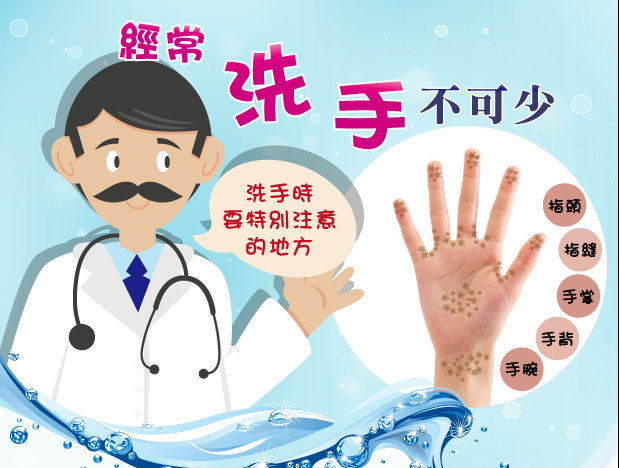 經常洗手不可少
洗手時
要特別注意
的地方
指頭
指縫
手掌
手背
手腕